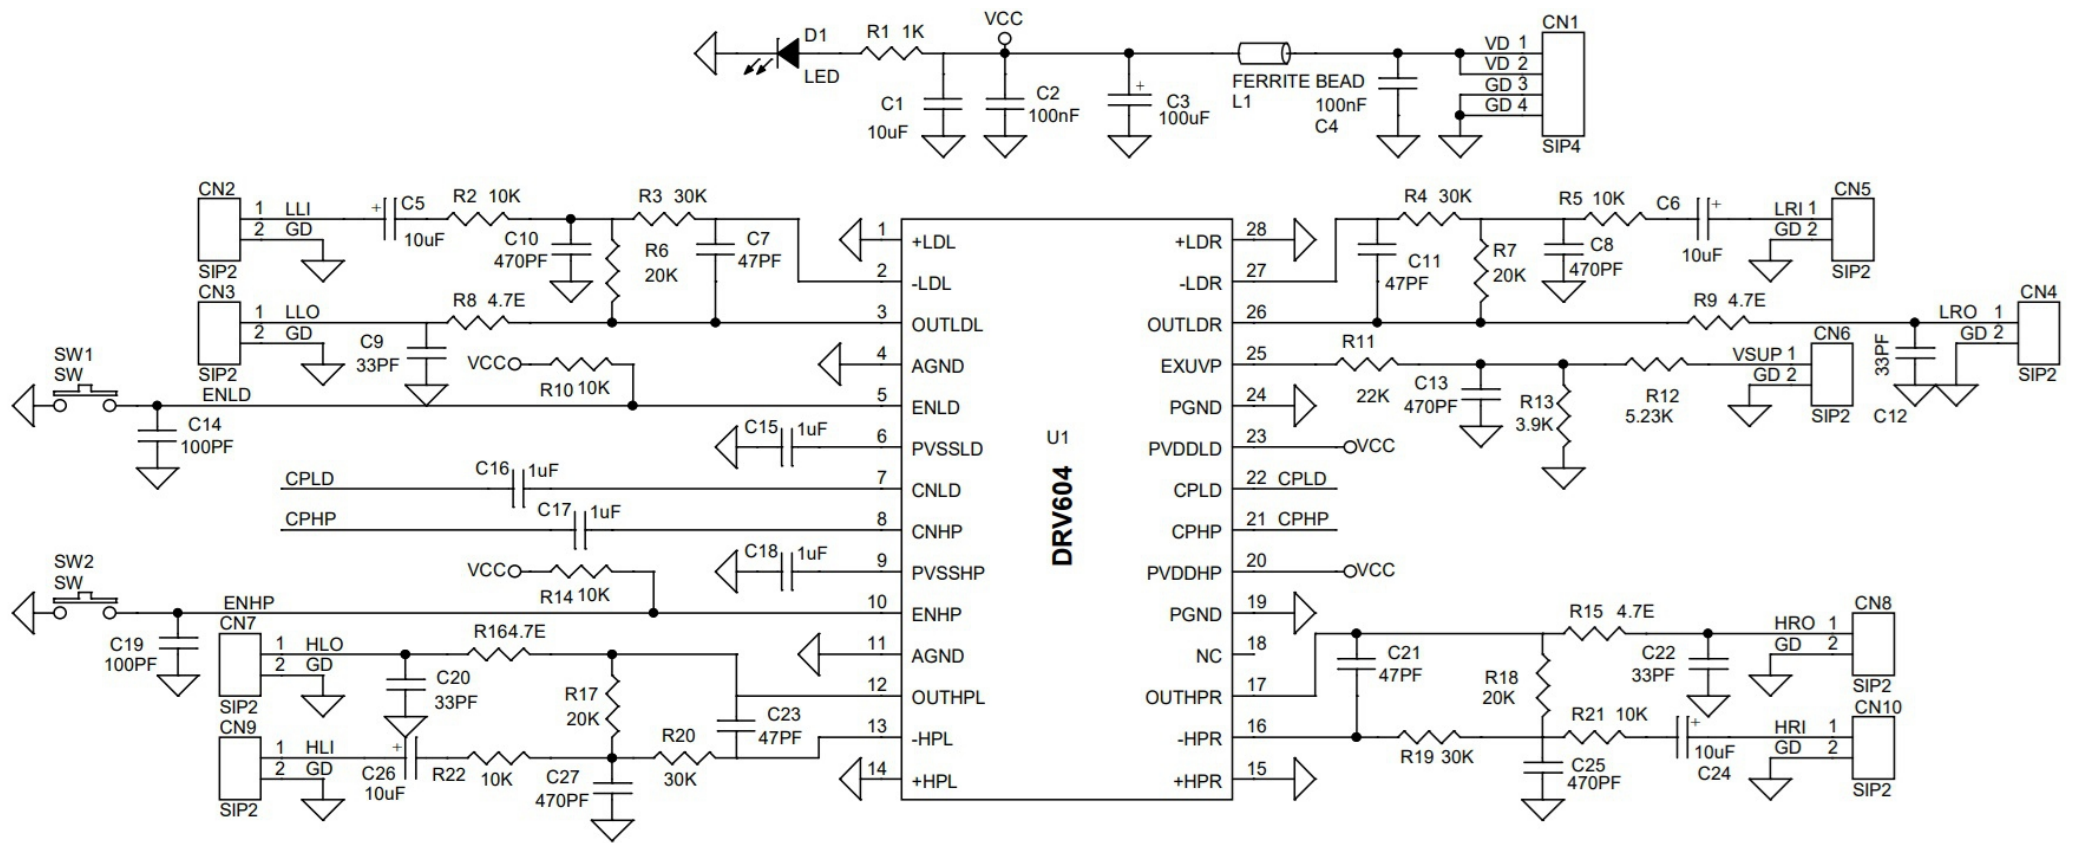 D1
LED
R1 1K
VCC
C1
10uF
C2
100nF
C3
100uF
+
FERRITE BEAD
L1
100nF
C4
CN1
VD 1
VD 2
GD 3
GD 4
SIP4
CN2
1 LLI
2 GD
SIP2
+
C5
10uF
R2 10K
C10
470PF
R3 30K
R6
20K
C7
47PF
CN3
1 LLO
2 GD
SIP2
C9
33PF
R8 4.7E
VCC
R10 10K
SW1
SW
ENLD
C14
100PF
C15 1uF
CPLD
C16 1uF
CPHP
C17 1uF
C18 1uF
VCC
R14 10K
SW2
SW
ENHP
C19
100PF
CN7
1 HLO
2 GD
SIP2
R16 4.7E
C20
33PF
R17
20K
C23
47PF
CN9
1 HLI
2 GD
SIP2
+
C26
10uF
R22 10K
C27
470PF
R20
30K
U1
DRV604
1 +LDL
2 -LDL
3 OUTLDL
4 AGND
5 ENLD
6 PVSSLD
7 CNLD
8 CNHP
9 PVSSHP
10 ENHP
11 AGND
12 OUTHPL
13 -HPL
14 +HPL
+LDR 28
-LDR 27
OUTLDR 26
EXUVP 25
PGND 24
PVDDLD 23
CPLD 22 CPLD
CPHP 21 CPHP
PVDDHP 20
PGND 19
NC 18
OUTHPR 17
-HPR 16
+HPR 15
VCC
VCC
R4 30K
C11
47PF
R7
20K
R5 10K
C8
470PF
C6
+
10uF
CN5
LRI 1
GD 2
SIP2
R9 4.7E
CN4
LRO 1
GD 2
SIP2
33PF
C12
R11
22K
C13
470PF
R13
3.9K
R12
5.23K
CN6
VSUP 1
GD 2
SIP2
R15 4.7E
C21
47PF
R18
20K
C22
33PF
CN8
HRO 1
GD 2
SIP2
R19 30K
R21 10K
+
10uF
C24
C25
470PF
CN10
HRI 1
GD 2
SIP2